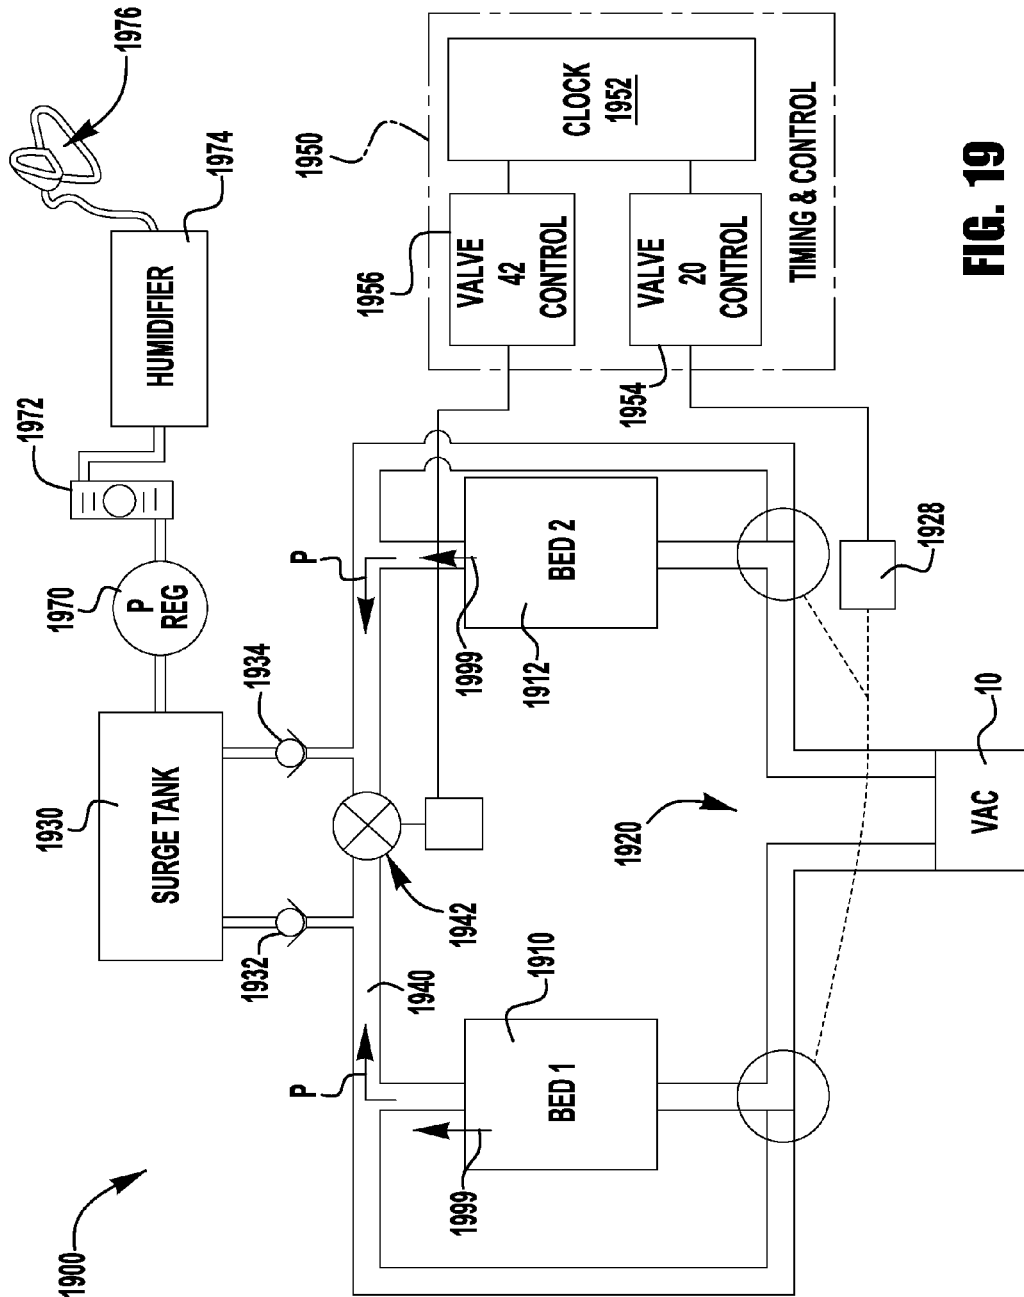 1900
1930
SURGE TANK
1932
1934
1970
P
REG
1972
HUMIDIFIER
1974
1976
P
P
1940
1942
1999
1999
BED 1
1910
BED 2
1912
1920
VAC
10
1928
1950
CLOCK
1952
VALVE
42
CONTROL
1956
VALVE
20
CONTROL
1954
TIMING & CONTROL
FIG. 19